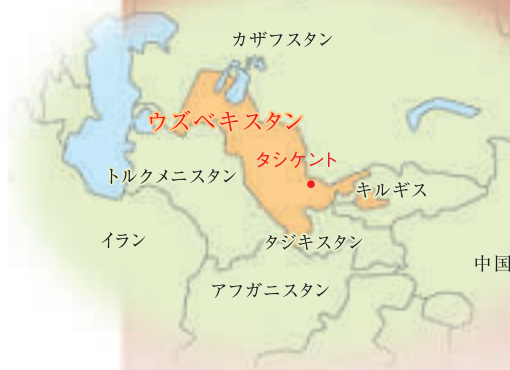 カザフスタン
ウズベキスタン
タシケント
トルクメニスタン
キルギス
イラン
タジキスタン
中国
アフガニスタン